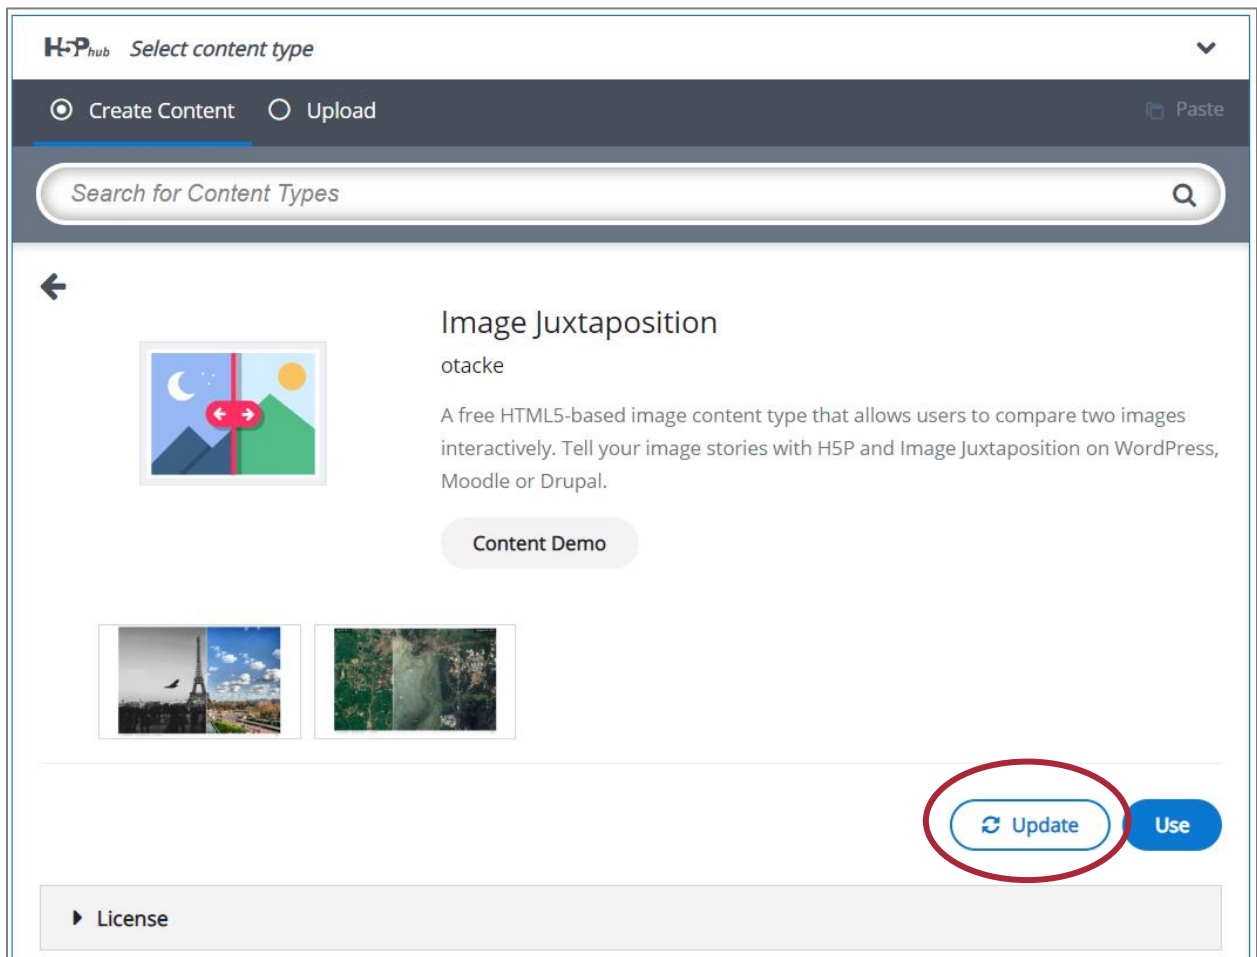 H5Phub Select content type
Create Content Upload Paste
Search for Content Types
Image Juxtaposition
otacke
A free HTML5-based image content type that allows users to compare two images
interactively. Tell your image stories with H5P and Image Juxtaposition on WordPress,
Moodle or Drupal.
Content Demo
Update Use
License